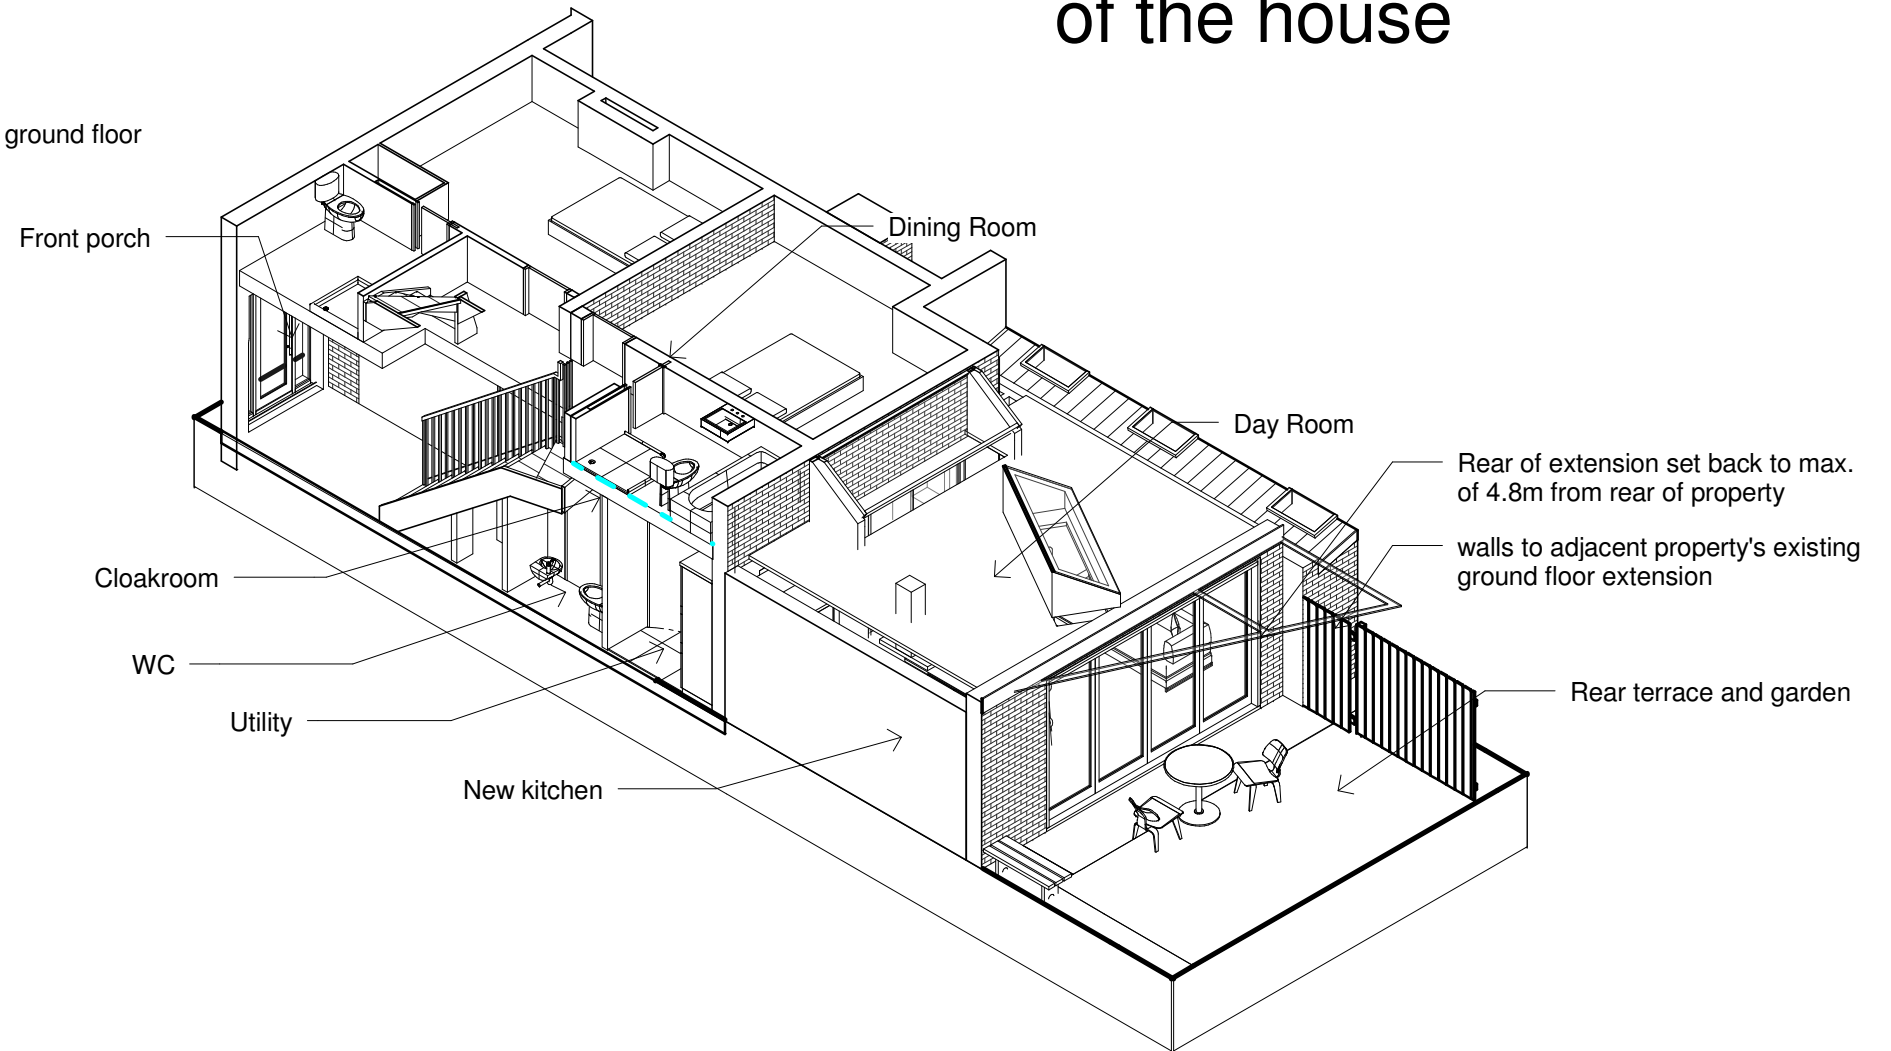 of the house
ground floor
Front porch
Dining Room
Day Room
Rear of extension set back to max.
of 4.8m from rear of property
walls to adjacent property's existing
ground floor extension
Cloakroom
WC
Rear terrace and garden
Utility
New kitchen